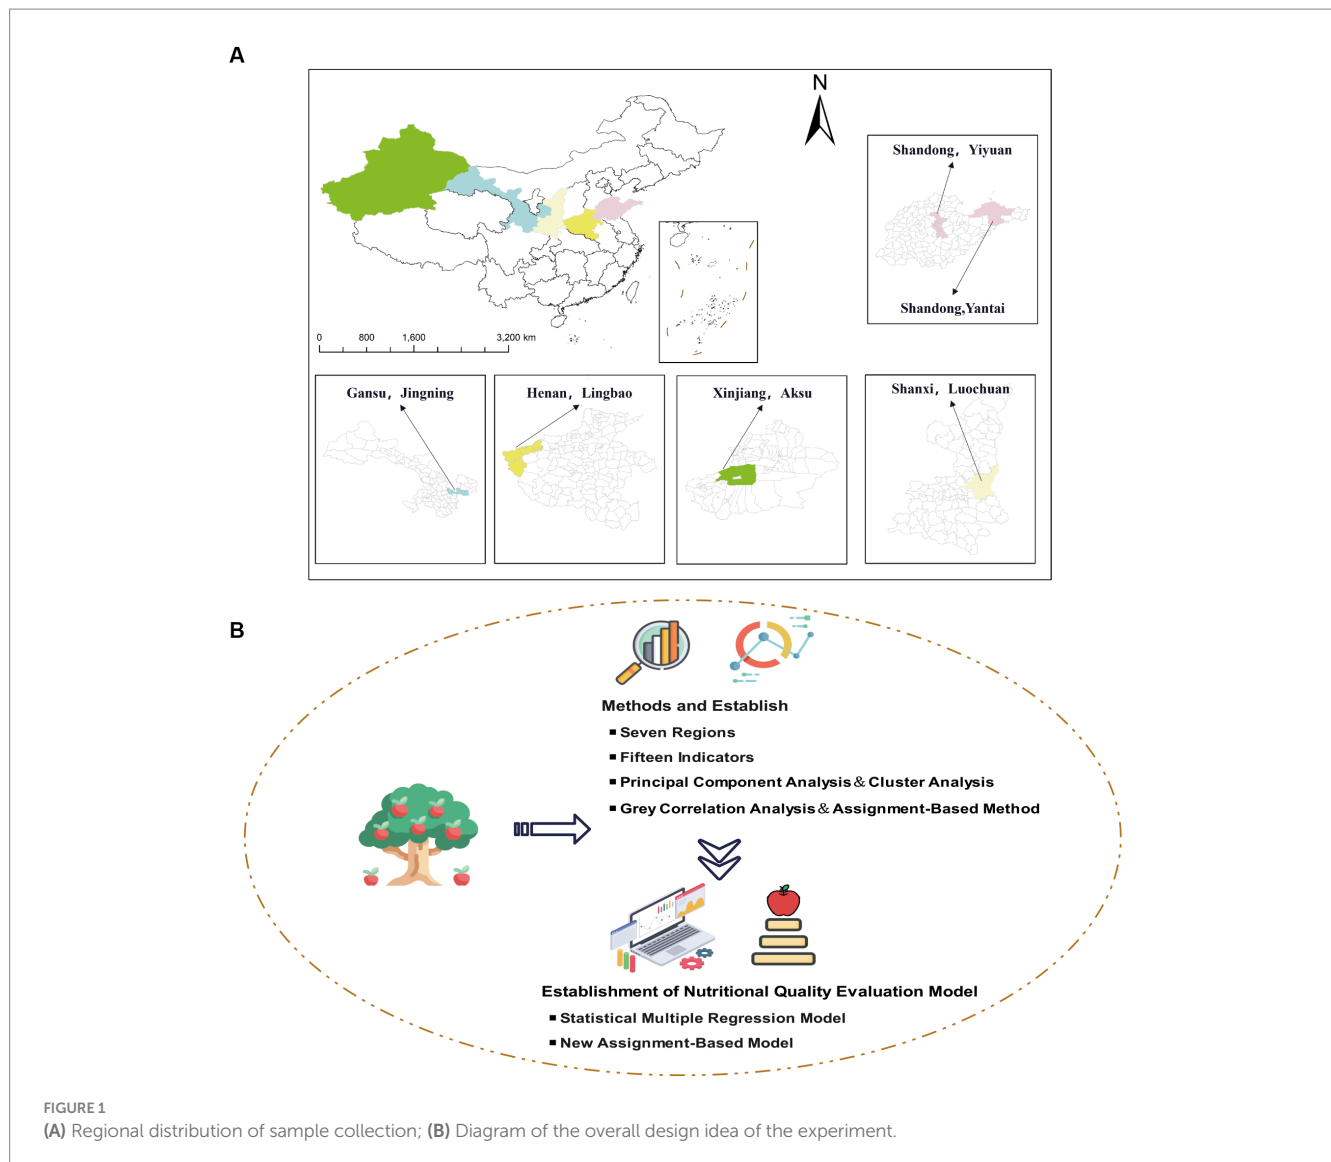 A
N
Shandong, Yiyuan
Shandong,Yantai
0 800 1,600 3,200 km
Gansu, Jingning
Henan, Lingbao
Xinjiang, Aksu
Shanxi, Luochuan
B
Methods and Establish
▪ Seven Regions
▪ Fifteen Indicators
▪ Principal Component Analysis & Cluster Analysis
▪ Grey Correlation Analysis & Assignment-Based Method
Establishment of Nutritional Quality Evaluation Model
▪ Statistical Multiple Regression Model
▪ New Assignment-Based Model
FIGURE 1
(A) Regional distribution of sample collection; (B) Diagram of the overall design idea of the experiment.